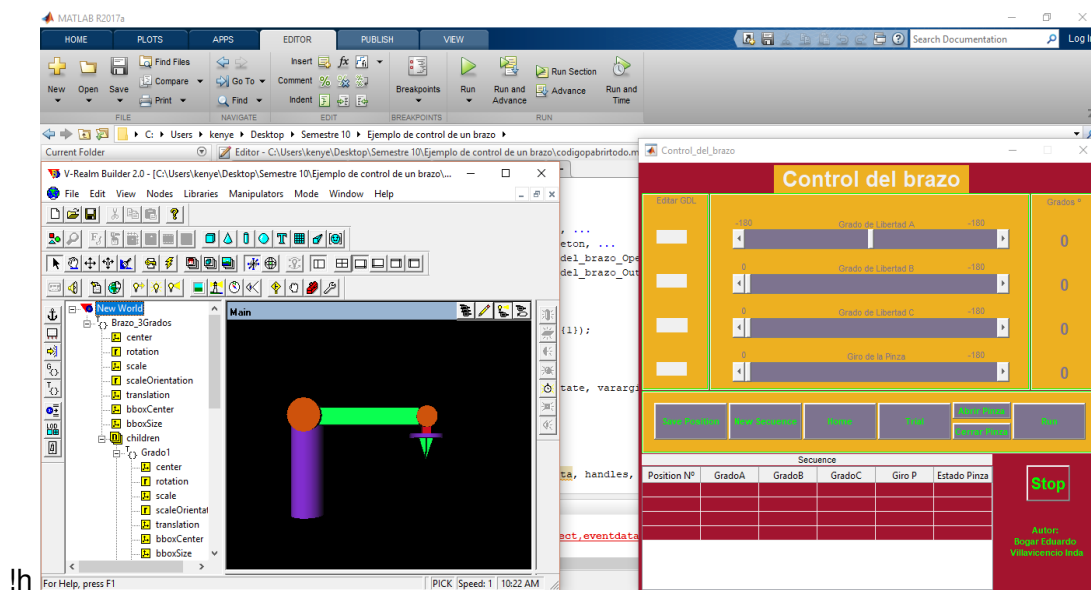 MATLAB R2017a
HOME PLOTS APPS EDITOR PUBLISH VIEW
Search Documentation
Log In
New Open Save
Find Files
Compare
Print
Go To
Find
Insert fx
Comment
Indent
Breakpoints
Run
Run and Advance
Run Section
Advance
Run and Time
FILE NAVIGATE EDIT BREAKPOINTS RUN
C: Users kenye Desktop Semestre 10 Ejemplo de control de un brazo
Current Folder
Editor - C:\Users\kenye\Desktop\Semestre 10\Ejemplo de control de un brazo\codigopabrirtodo.m
V-Realm Builder 2.0 - [C:\Users\kenye\Desktop\Semestre 10\Ejemplo de control de un brazo\...
File Edit View Nodes Libraries Manipulators Mode Window Help
New World
Brazo_3Grados
center
rotation
scale
scaleOrientation
translation
bboxCenter
bboxSize
children
Grado1
center
rotation
scale
scaleOrientat
translation
bboxCenter
bboxSize
Main
For Help, press F1
PICK Speed: 1 10:22 AM
, ...
eton, ...
del_brazo_Ope
del_brazo_Out
{1});
tate, varargi
ta, handles,
ect,eventdata
Control_del_brazo
Control del brazo
Editar GDL
Grados º
-180 Grado de Libertad A -180
0
0 Grado de Libertad B -180
0
0 Grado de Libertad C -180
0
0 Giro de la Pinza -180
0
Save Position New Secuence Home Trial Abrir Pinza Cerrar Pinza Run
Secuence
Position Nº GradoA GradoB GradoC Giro P Estado Pinza
Stop
Autor:
Bogar Eduardo
Villavicencio Inda
!h